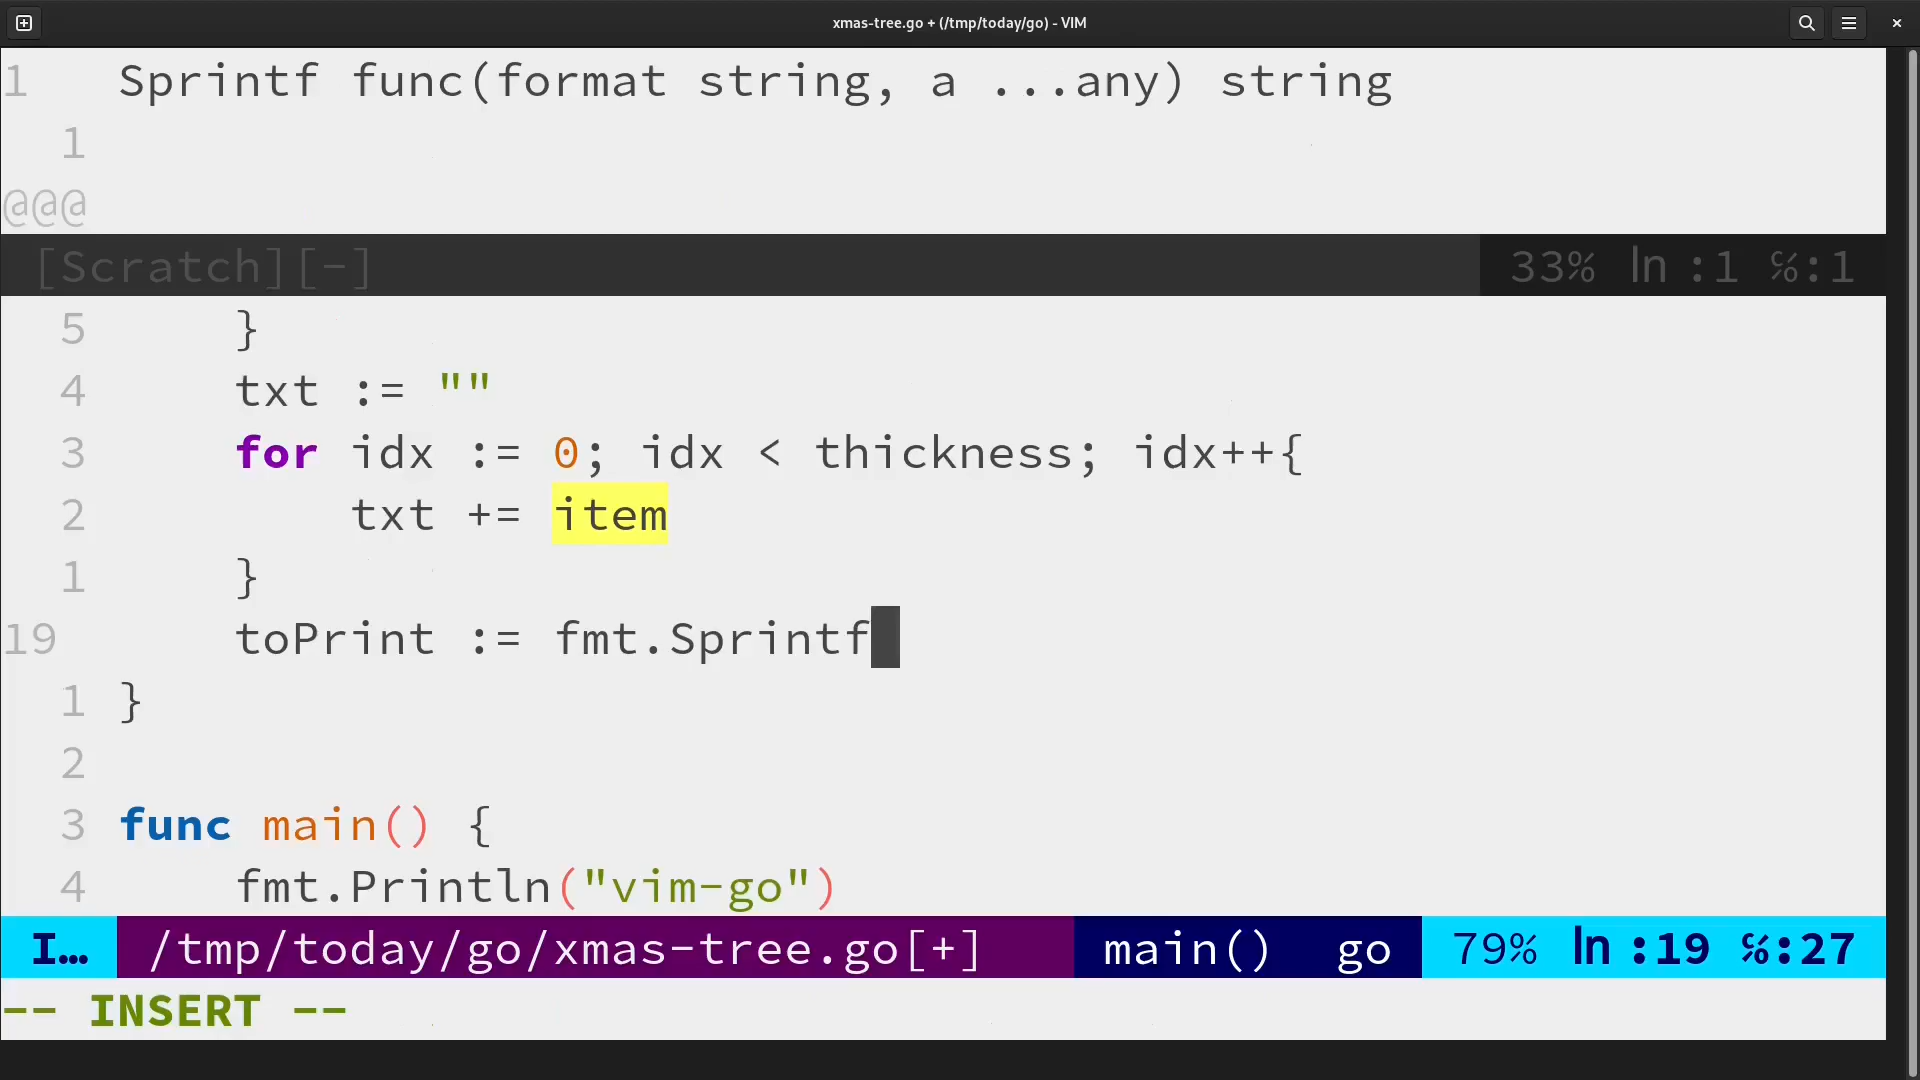 xmas-tree.go + (/tmp/today/go) - VIM
1 Sprintf func(format string, a ...any) string
1
@@@
[Scratch][-] 33% ln :1 ℅:1
5 }
4 txt := ""
3 for idx := 0; idx < thickness; idx++{
2 txt += item
1 }
19 toPrint := fmt.Sprintf
1 }
2
3 func main() {
4 fmt.Println("vim-go")
I… /tmp/today/go/xmas-tree.go[+] main() go 79% ln :19 ℅:27
-- INSERT --